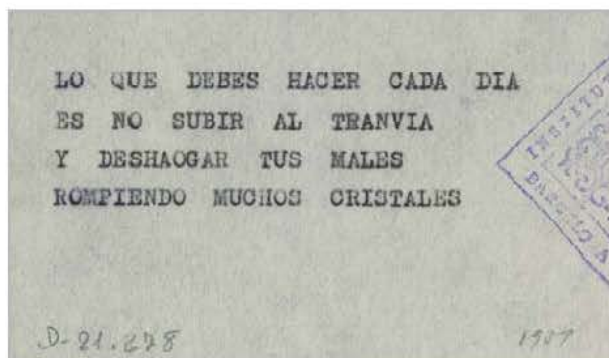 LO QUE DEBES HACER CADA DIA
ES NO SUBIR AL TRANVIA
Y DESHAOGAR TUS MALES
ROMPIENDO MUCHOS CRISTALES
INSTITUTO
D-21.278